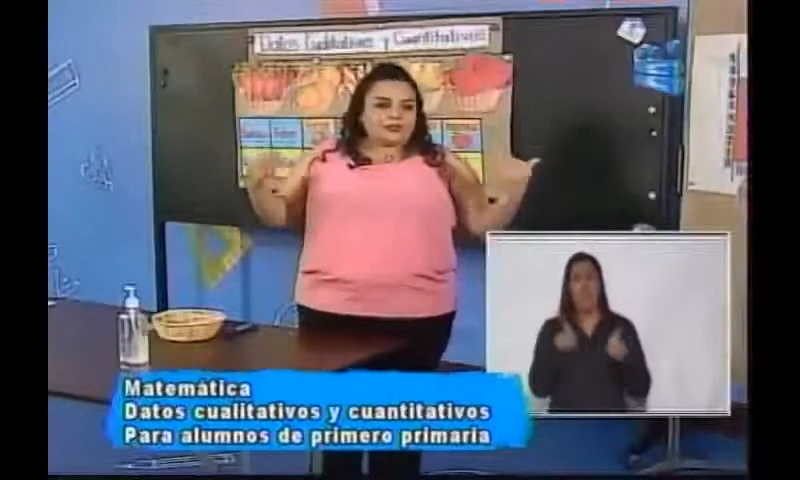 Datos Cualitativos y Cuantitativos
Matemática
Datos cualitativos y cuantitativos
Para alumnos de primero primaria